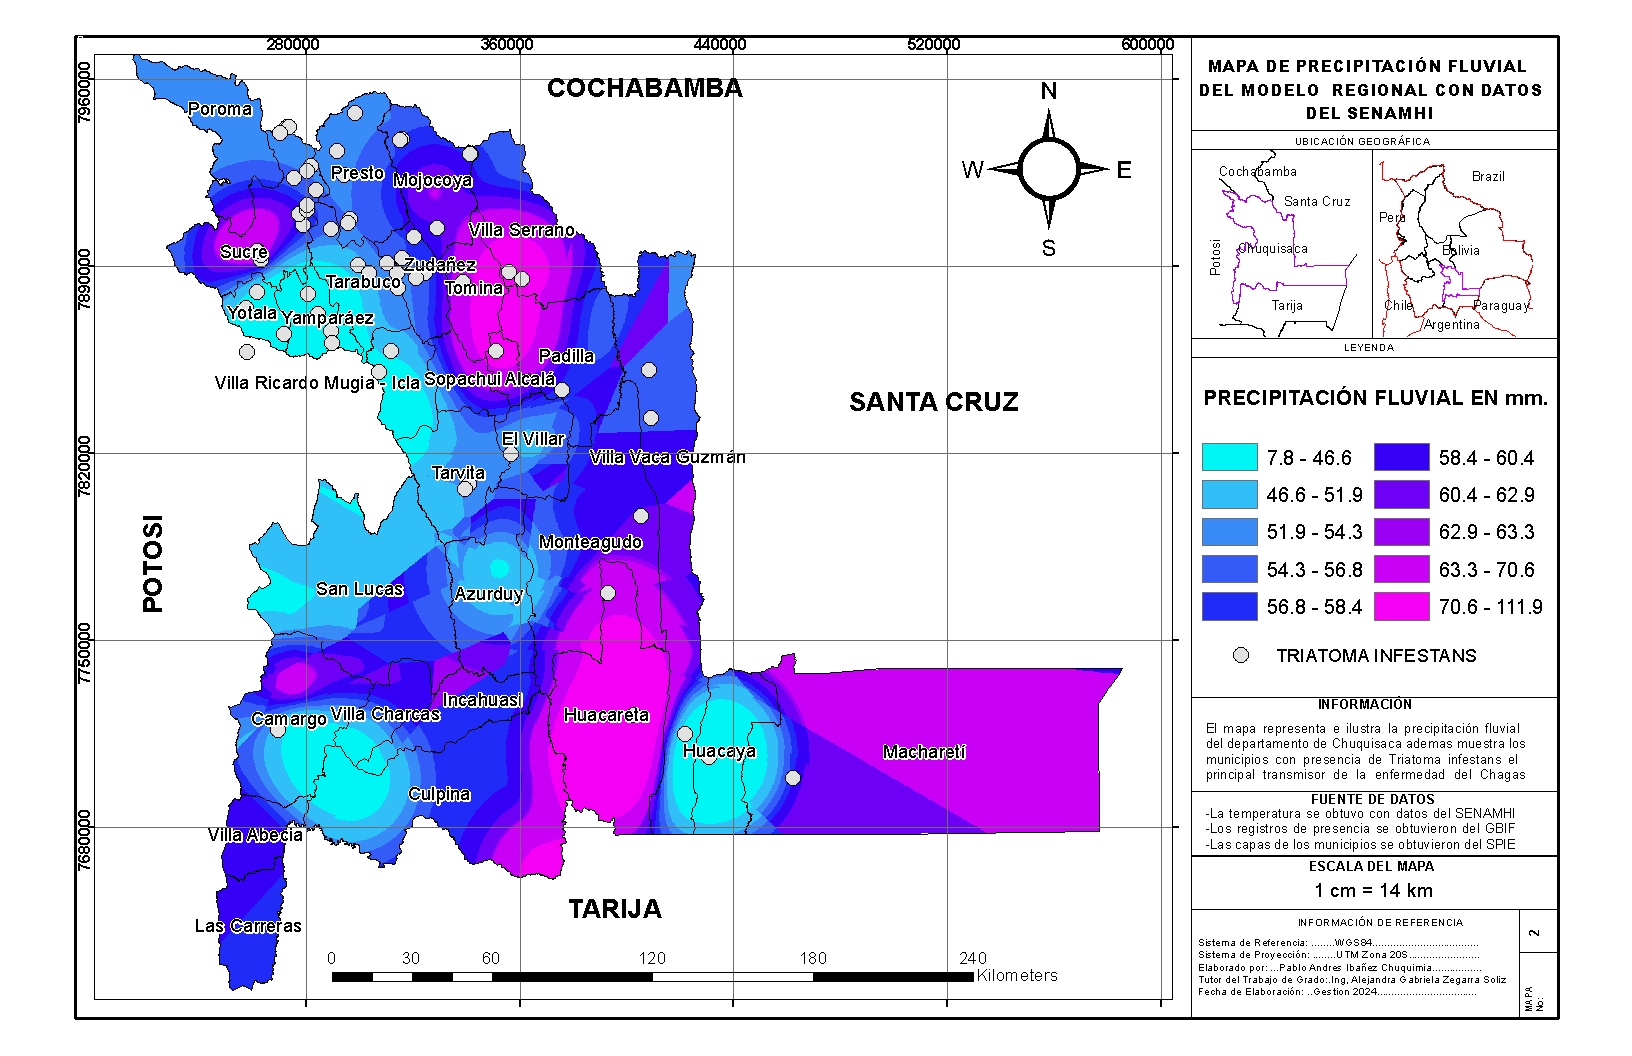 280000 360000 440000 520000 600000
7960000
7890000
7820000
7750000
7680000
COCHABAMBA
SANTA CRUZ
POTOSI
TARIJA
N
W E
S
Poroma
Presto
Mojocoya
Villa Serrano
Sucre
Zudañez
Tarabuco
Tomina
Yotala
Yamparáez
Padilla
Villa Ricardo Mugia - Icla
Sopachui
Alcalá
El Villar
Villa Vaca Guzmán
Tarvita
Monteagudo
San Lucas
Azurduy
Incahuasi
Camargo
Villa Charcas
Huacareta
Huacaya
Macharetí
Culpina
Villa Abecia
Las Carreras
0 30 60 120 180 240
Kilometers
MAPA DE PRECIPITACIÓN FLUVIAL
DEL MODELO REGIONAL CON DATOS
DEL SENAMHI
UBICACIÓN GEOGRÁFICA
Cochabamba
Santa Cruz
Potosi
Chuquisaca
Tarija
Brazil
Peru
Bolivia
Chile
Paraguay
Argentina
LEYENDA
PRECIPITACIÓN FLUVIAL EN mm.
7.8 - 46.6
46.6 - 51.9
51.9 - 54.3
54.3 - 56.8
56.8 - 58.4
58.4 - 60.4
60.4 - 62.9
62.9 - 63.3
63.3 - 70.6
70.6 - 111.9
TRIATOMA INFESTANS
INFORMACIÓN
El mapa representa e ilustra la precipitación fluvial
del departamento de Chuquisaca ademas muestra los
municipios con presencia de Triatoma infestans el
principal transmisor de la enfermedad del Chagas
FUENTE DE DATOS
-La temperatura se obtuvo con datos del SENAMHI
-Los registros de presencia se obtuvieron del GBIF
-Las capas de los municipios se obtuvieron del SPIE
ESCALA DEL MAPA
1 cm = 14 km
INFORMACIÓN DE REFERENCIA
Sistema de Referencia: ........WGS84....................................
Sistema de Proyección: ........UTM Zona 20S........................
Elaborado por: ...Pablo Andres Ibañez Chuquimia.................
Tutor del Trabajo de Grado:.Ing, Alejandra Gabriela Zegarra Soliz
Fecha de Elaboración: ..Gestion 2024..................................
2
MAPA
No: